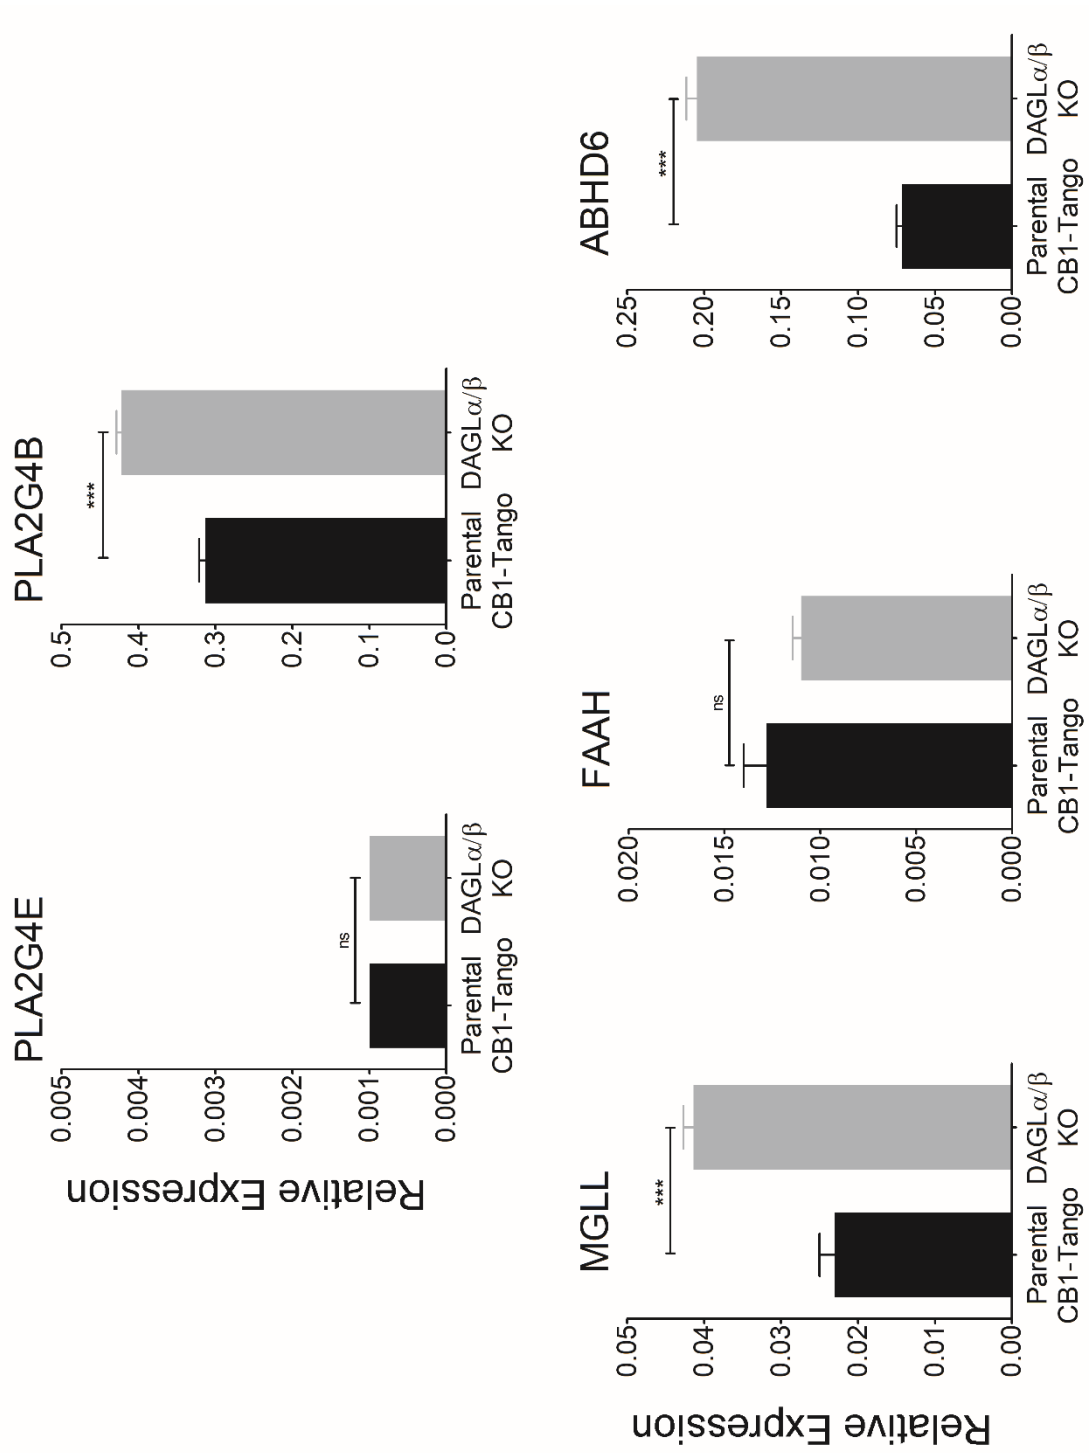 PLA2G4E
Relative Expression
0.005
0.004
0.003
0.002
0.001
0.000
ns
Parental
CB1-Tango
DAGLα/β
KO
PLA2G4B
0.5
0.4
0.3
0.2
0.1
0.0
***
Parental
CB1-Tango
DAGLα/β
KO
MGLL
Relative Expression
0.05
0.04
0.03
0.02
0.01
0.00
***
Parental
CB1-Tango
DAGLα/β
KO
FAAH
0.020
0.015
0.010
0.005
0.000
ns
Parental
CB1-Tango
DAGLα/β
KO
ABHD6
0.25
0.20
0.15
0.10
0.05
0.00
***
Parental
CB1-Tango
DAGLα/β
KO